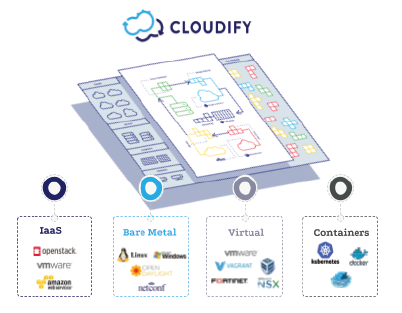 CLOUDIFY
IaaS
openstack
vmware
amazon
web services
Bare Metal
Linux
Windows
OPEN
DAYLIGHT
netconf
Virtual
vmware
VAGRANT
FORTINET
NSX
Containers
kubernetes
docker